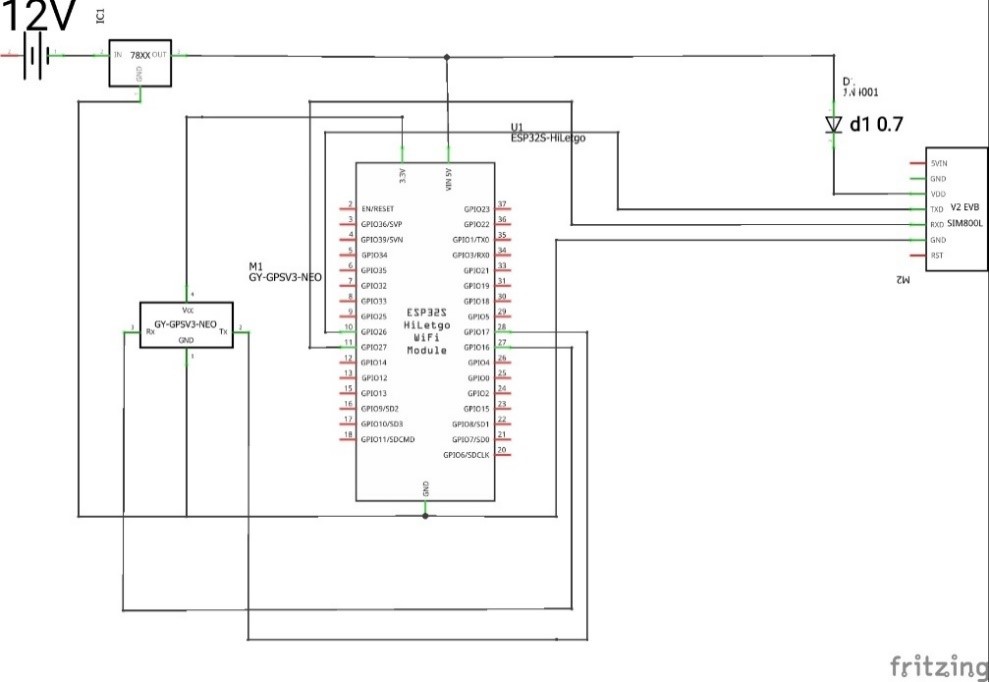 12V
IC1
IN 78XX OUT
GND
D1
001
d1 0.7
U1
ESP32S-HiLetgo
3.3V
VIN 5V
5VIN
GND
VDD
TXD
RXD
GND
RST
V2 EVB
SIM800L
M2
M1
GY-GPSV3-NEO
Vcc
GY-GPSV3-NEO
3 Rx
Tx 2
GND
1
4
ESP32S
HiLetgo
WiFi
Module
2 EN/RESET
3 GPIO36/SVP
4 GPIO39/SVN
5 GPIO34
6 GPIO35
7 GPIO32
8 GPIO33
9 GPIO25
10 GPIO26
11 GPIO27
12 GPIO14
13 GPIO12
15 GPIO13
16 GPIO9/SD2
17 GPIO10/SD3
18 GPIO11/SDCMD
GPIO23 37
GPIO22 36
GPIO1/TX0 35
GPIO3/RX0 34
GPIO21 33
GPIO19 31
GPIO18 30
GPIO5 29
GPIO17 28
GPIO16 27
GPIO4 26
GPIO0 25
GPIO2 24
GPIO15 23
GPIO8/SD1 22
GPIO7/SD0 21
GPIO6/SDCLK 20
GND
fritzing